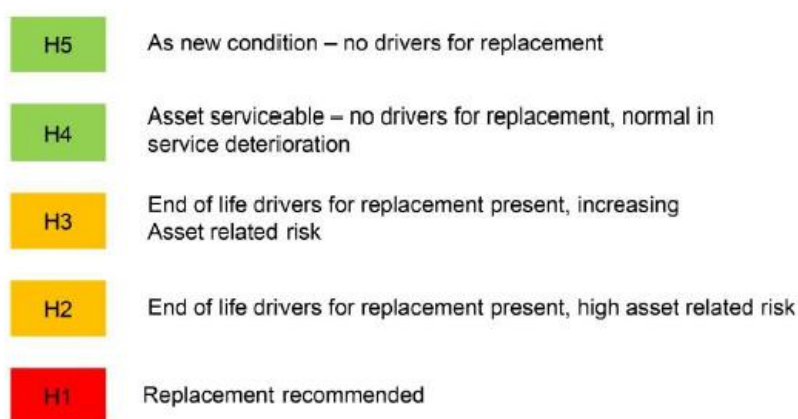 H5
As new condition – no drivers for replacement
H4
Asset serviceable – no drivers for replacement, normal in
service deterioration
H3
End of life drivers for replacement present, increasing
Asset related risk
H2
End of life drivers for replacement present, high asset related risk
H1
Replacement recommended